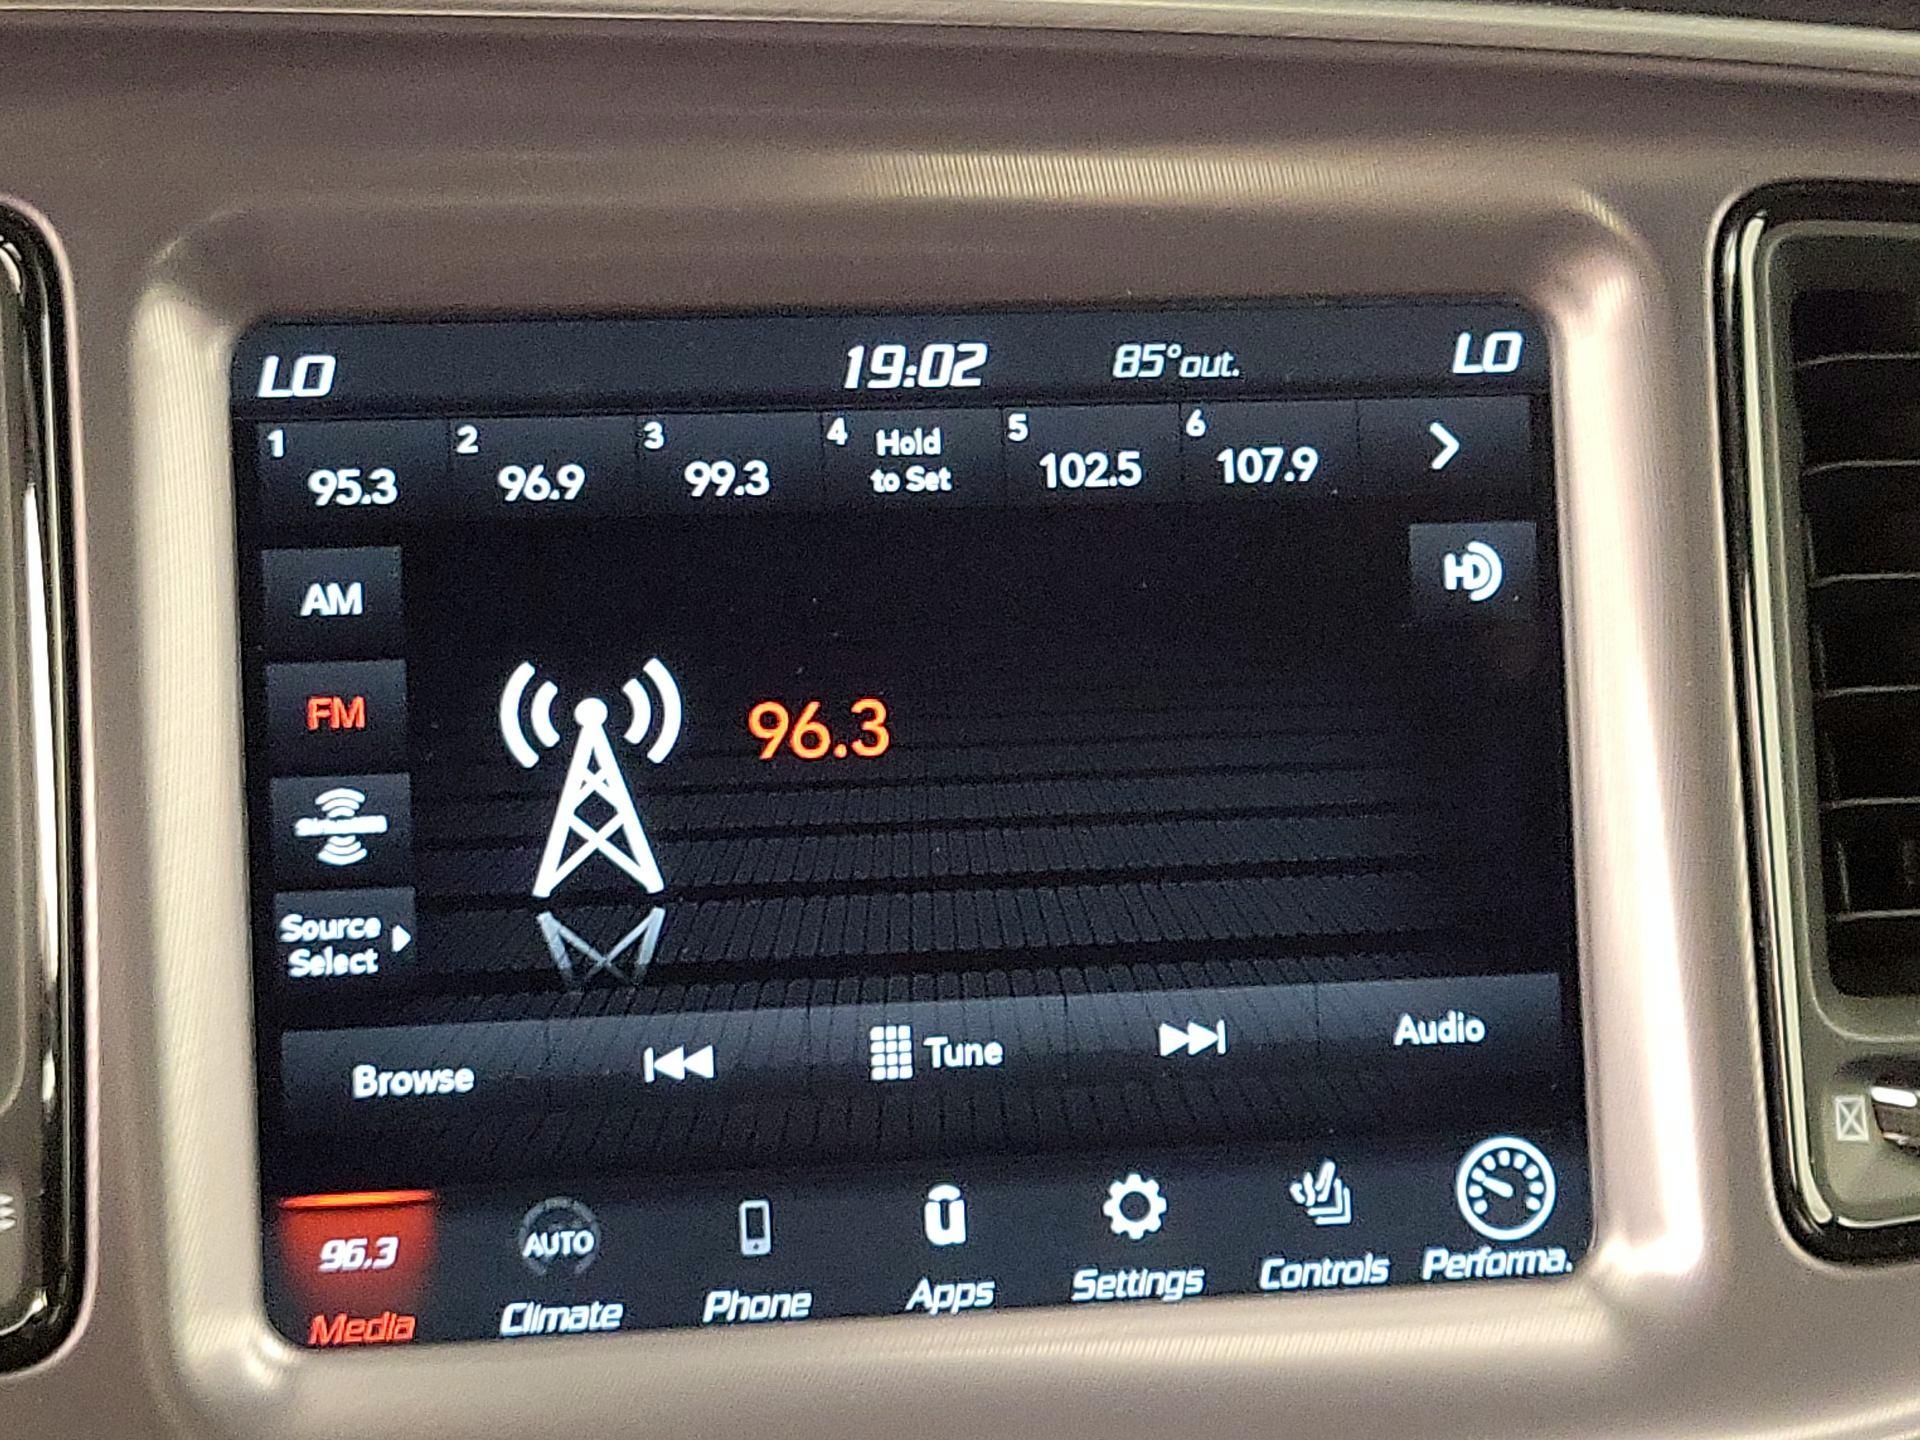 LO 19:02 85°out. LO
1 95.3 2 96.9 3 99.3 4 Hold to Set 5 102.5 6 107.9
AM
HD
FM
96.3
Source
Select
Browse Tune Audio
96.3 AUTO
Media Climate Phone Apps Settings Controls Performa.